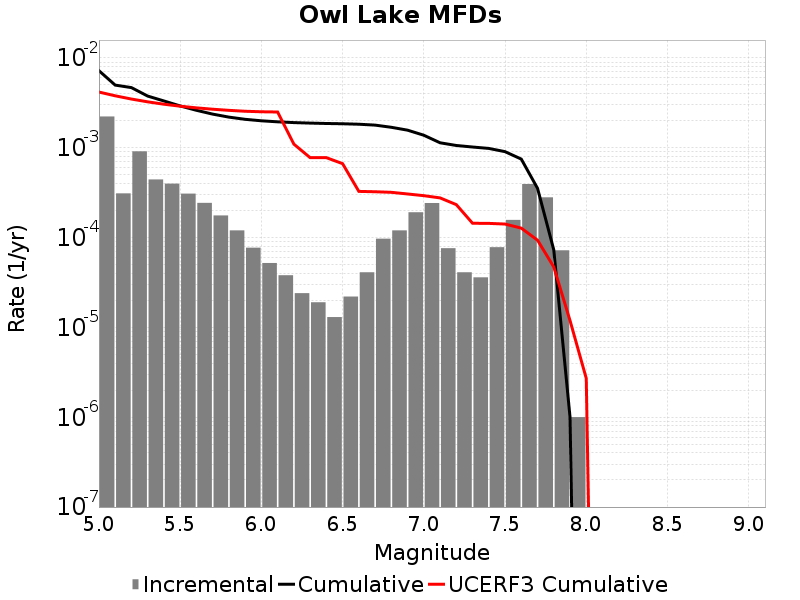 Owl Lake MFDs
10^-2
10^-3
10^-4
10^-5
10^-6
10^-7
Rate (1/yr)
5.0 5.5 6.0 6.5 7.0 7.5 8.0 8.5 9.0
Magnitude
Incremental Cumulative UCERF3 Cumulative